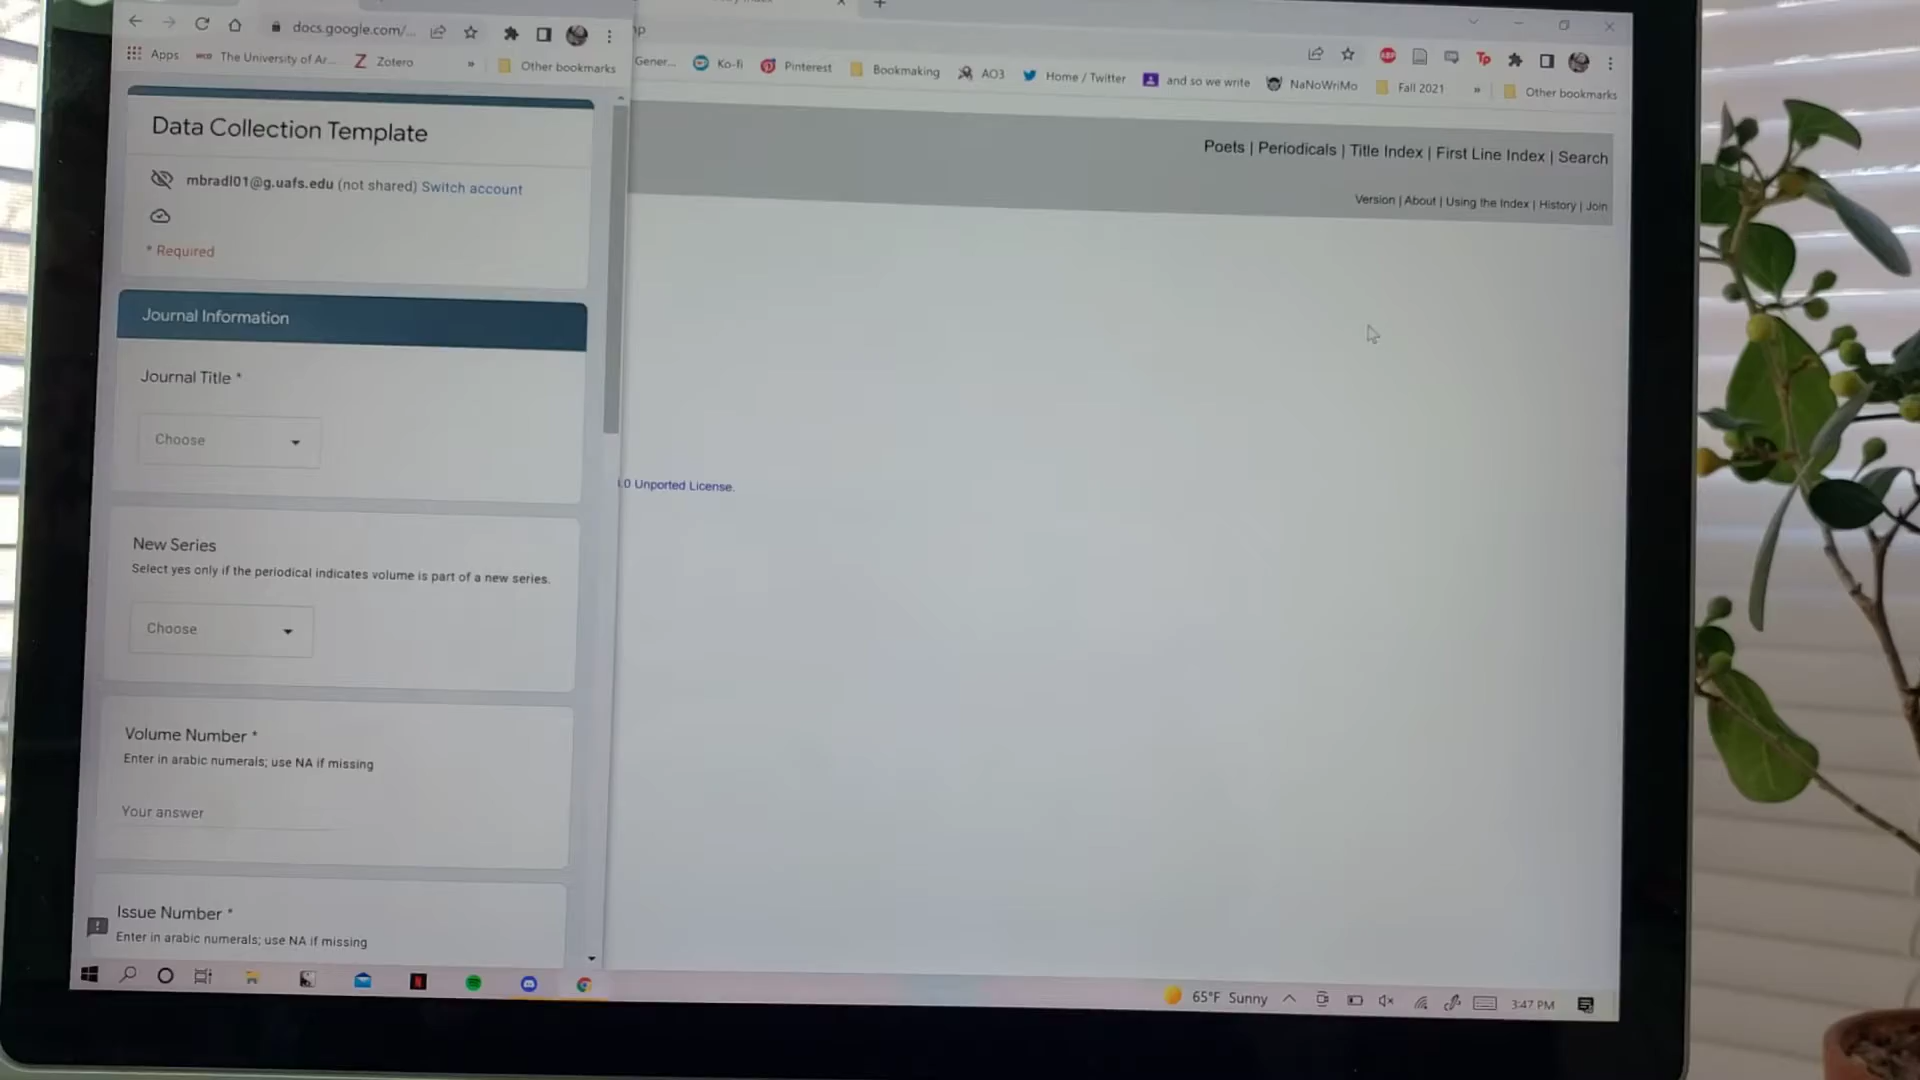 docs.google.com/...
Apps
The University of Ar...
Zotero
»
Other bookmarks
Gener...
Ko-fi
Pinterest
Bookmaking
AO3
Home / Twitter
and so we write
NaNoWriMo
Fall 2021
»
Other bookmarks
Data Collection Template
mbradl01@g.uafs.edu (not shared) Switch account
* Required
Poets | Periodicals | Title Index | First Line Index | Search
Version | About | Using the Index | History | Join
Journal Information
Journal Title *
Choose
.0 Unported License.
New Series
Select yes only if the periodical indicates volume is part of a new series.
Choose
Volume Number *
Enter in arabic numerals; use NA if missing
Your answer
Issue Number *
Enter in arabic numerals; use NA if missing
65°F Sunny
3:47 PM